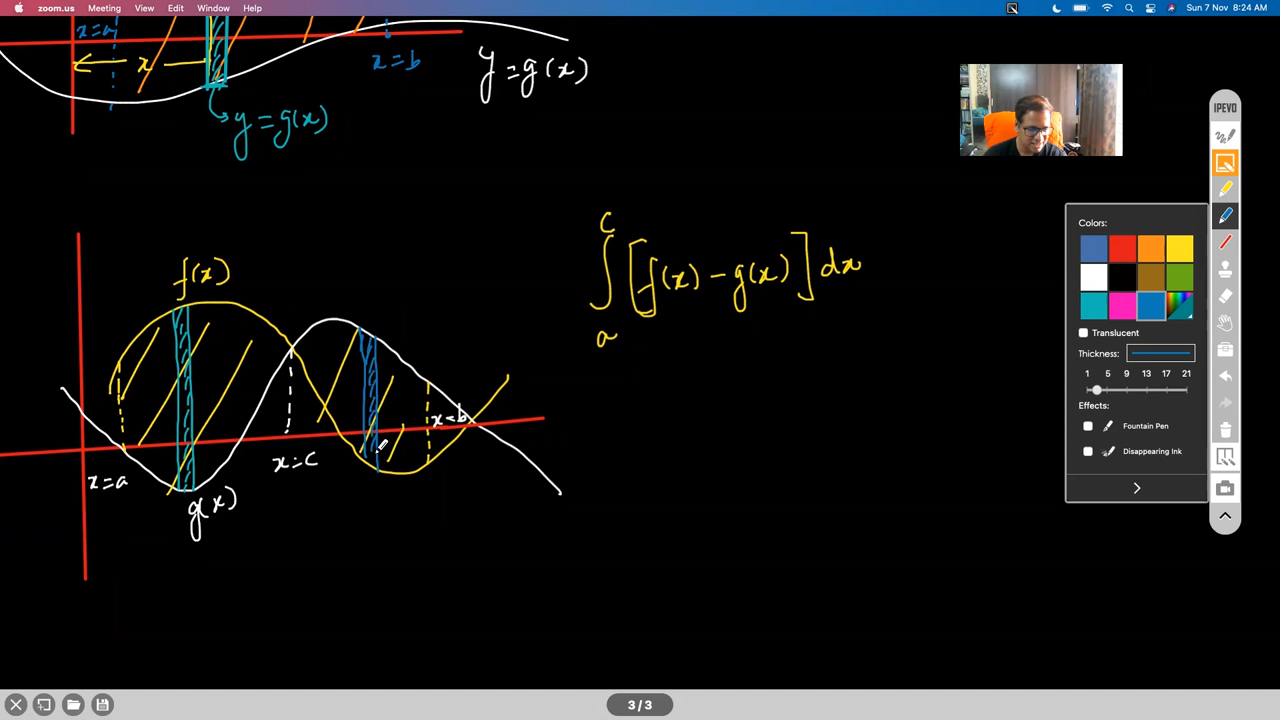 zoom.us Meeting View Edit Window Help Sun 7 Nov 8:24 AM
x=a
x
x=b
y=g(x)
y=g(x)
IPEVO
f(x)
x=a
g(x)
x=c
x=b
∫ₐᶜ [f(x)-g(x)] dx
Colors:
Translucent
Thickness:
1 5 9 13 17 21
Effects:
Fountain Pen
Disappearing Ink
3/3